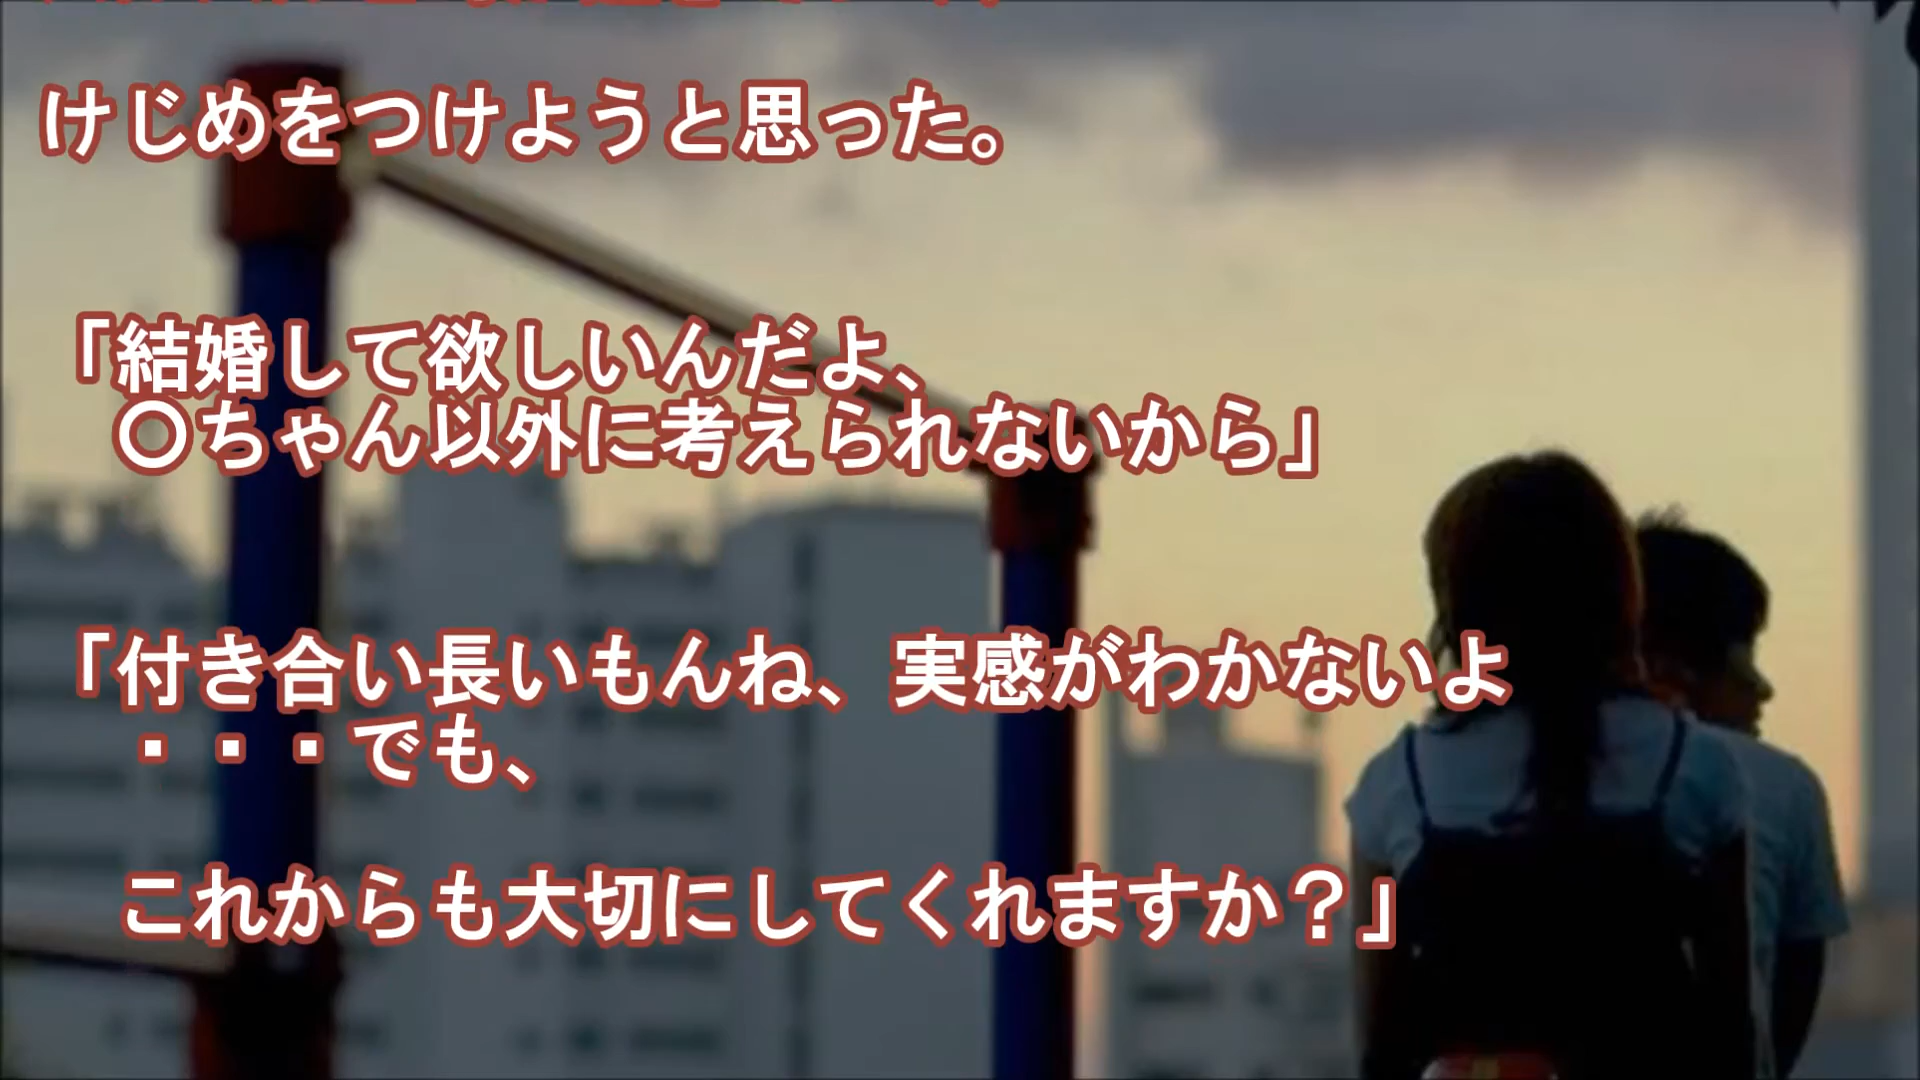 けじめをつけようと思った。
「結婚して欲しいんだよ、
〇ちゃん以外に考えられないから」
「付き合い長いもんね、実感がわかないよ
・・・でも、
これからも大切にしてくれますか？」